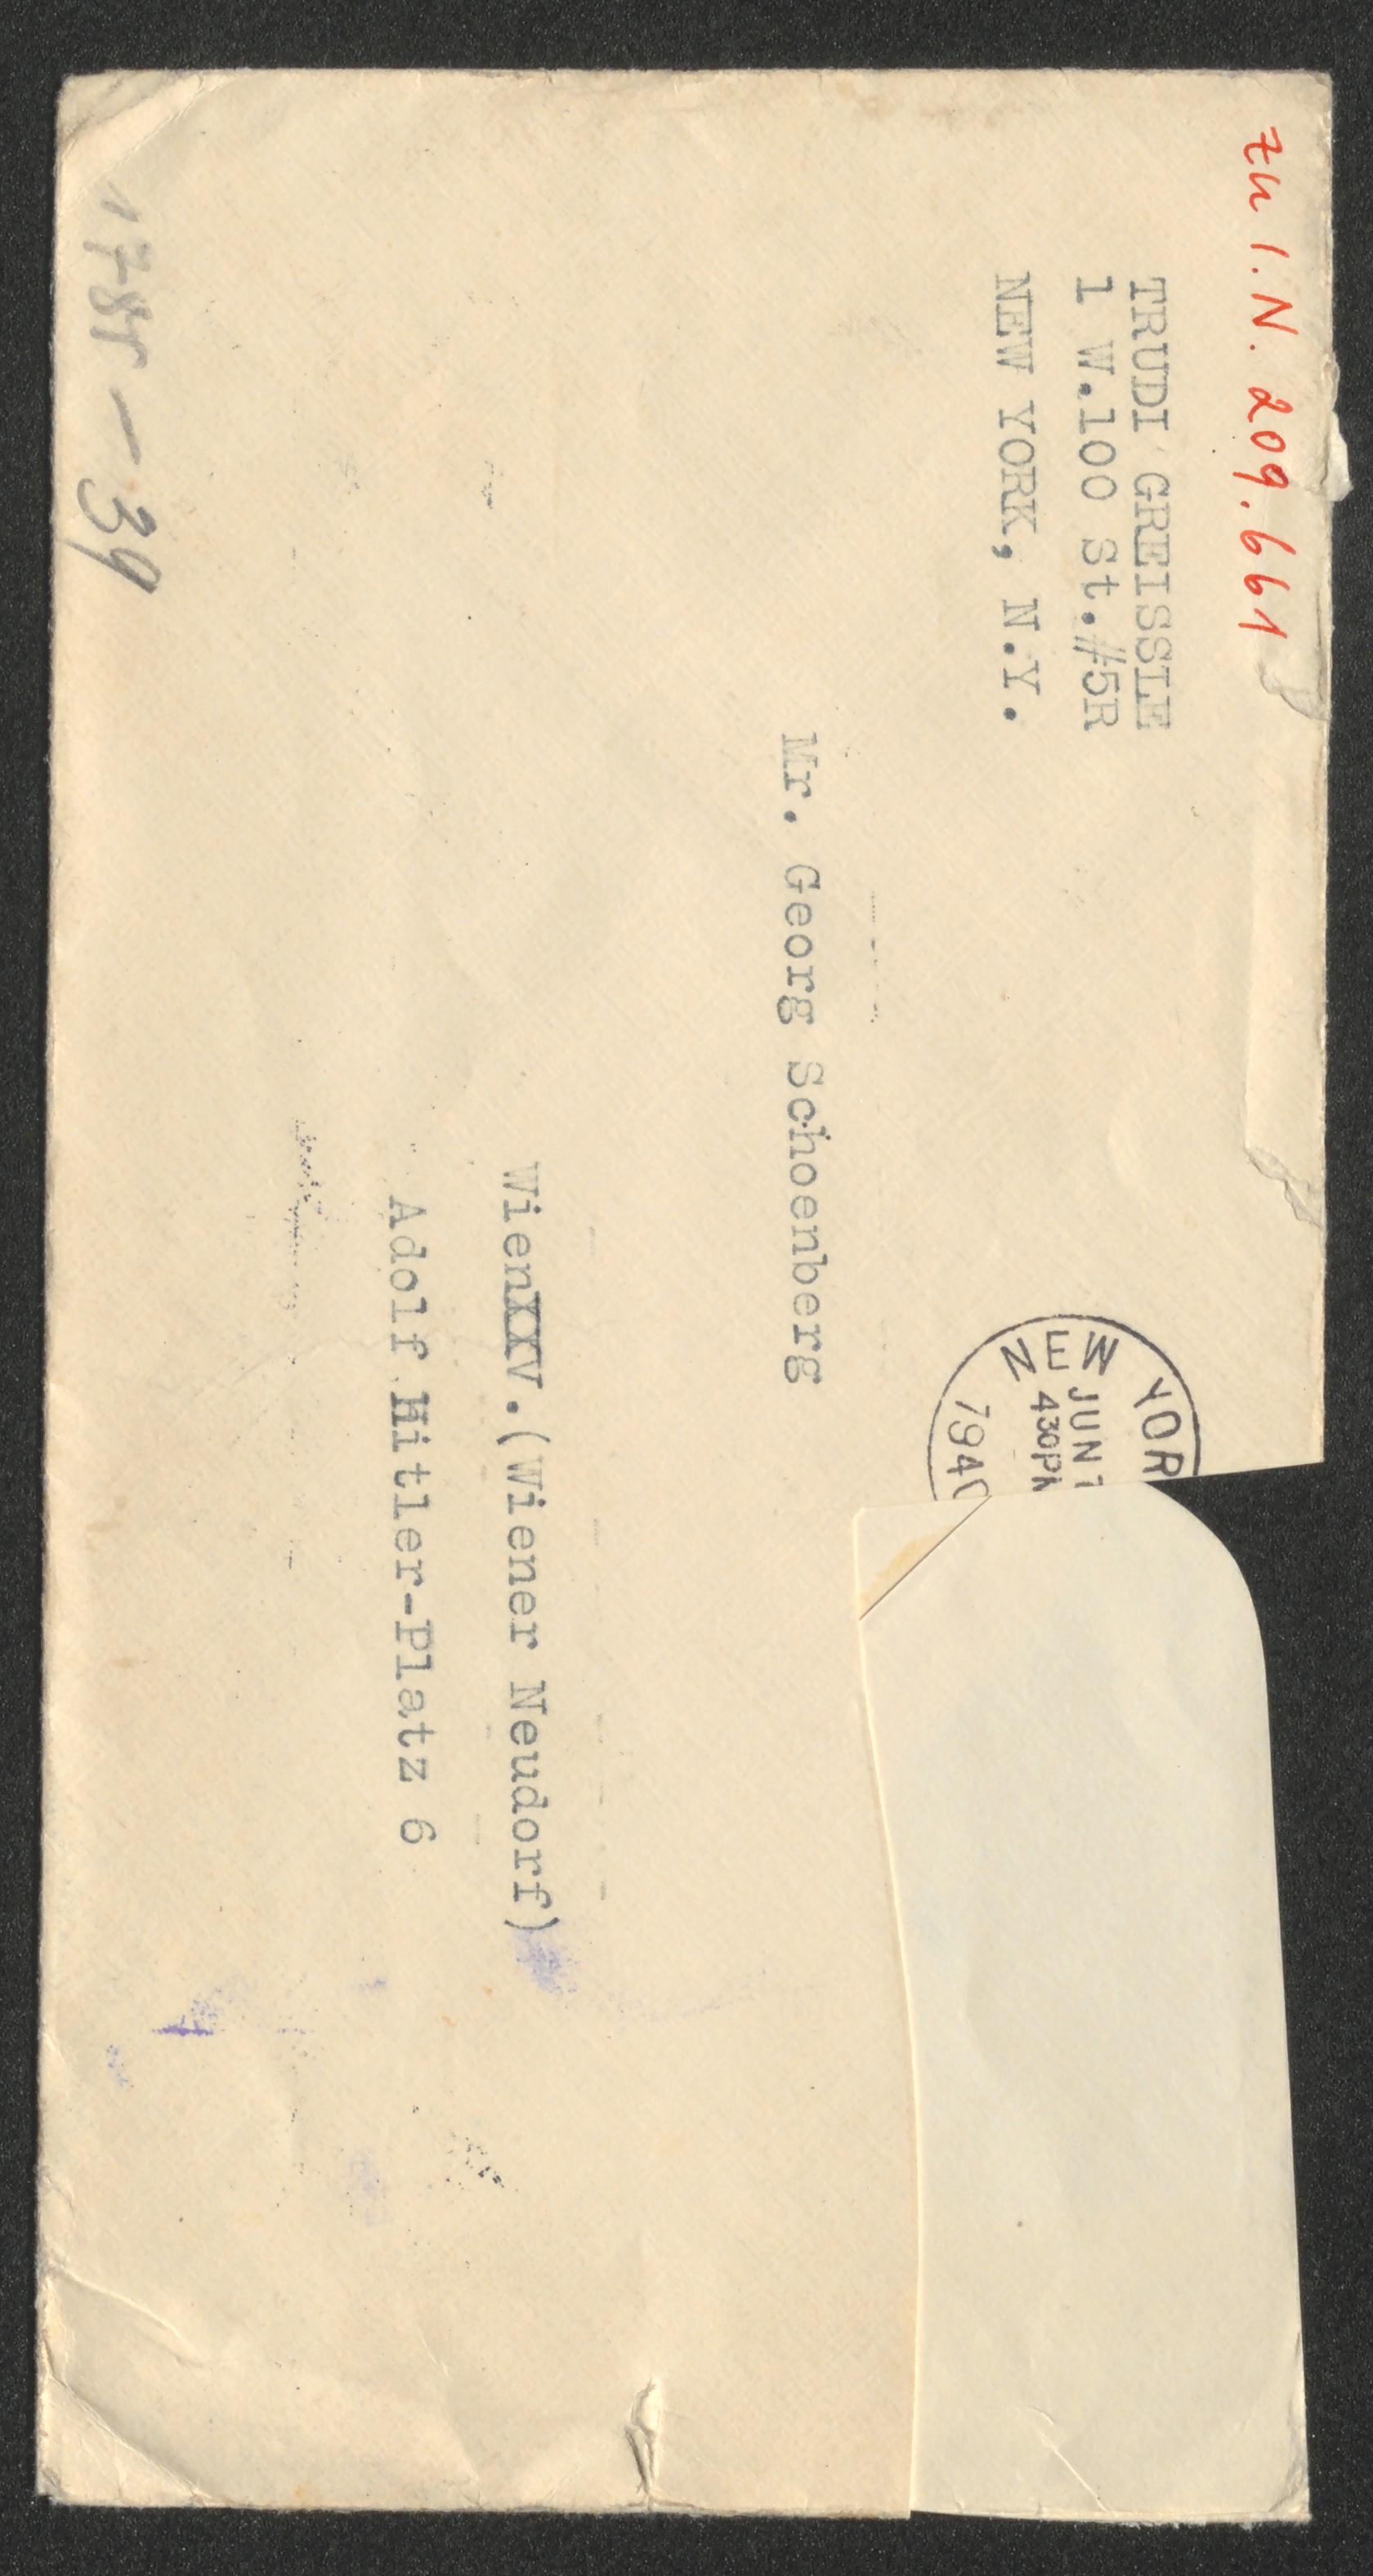 zu I.N. 209.661
TRUDI GREISSLE
1 W.100 St.#5R
NEW YORK, N.Y.
NEW YOR
JUN 1
430PM
1940
Mr. Georg Schoenberg
WienXXV.(Wiener Neudorf)
Adolf Hitler-Platz 6
39